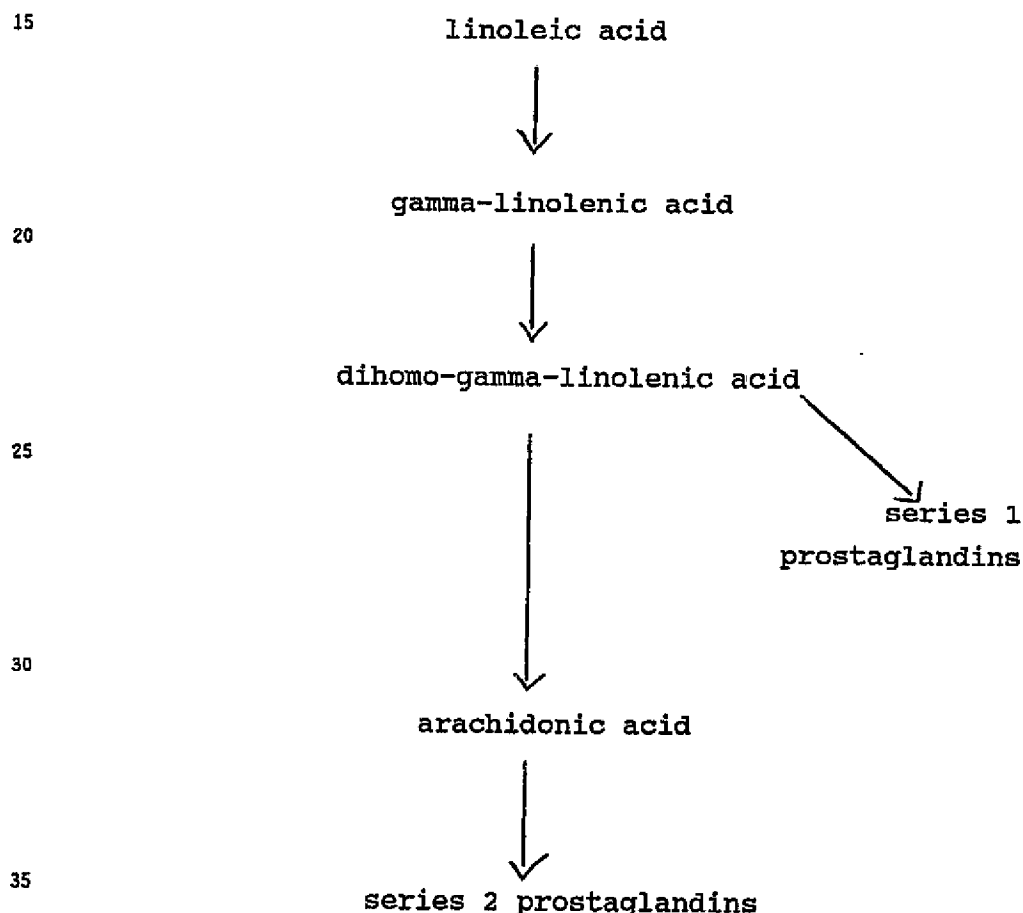 15
linoleic acid
gamma-linolenic acid
20
dihomo-gamma-linolenic acid
25
series 1
prostaglandins
30
arachidonic acid
35
series 2 prostaglandins